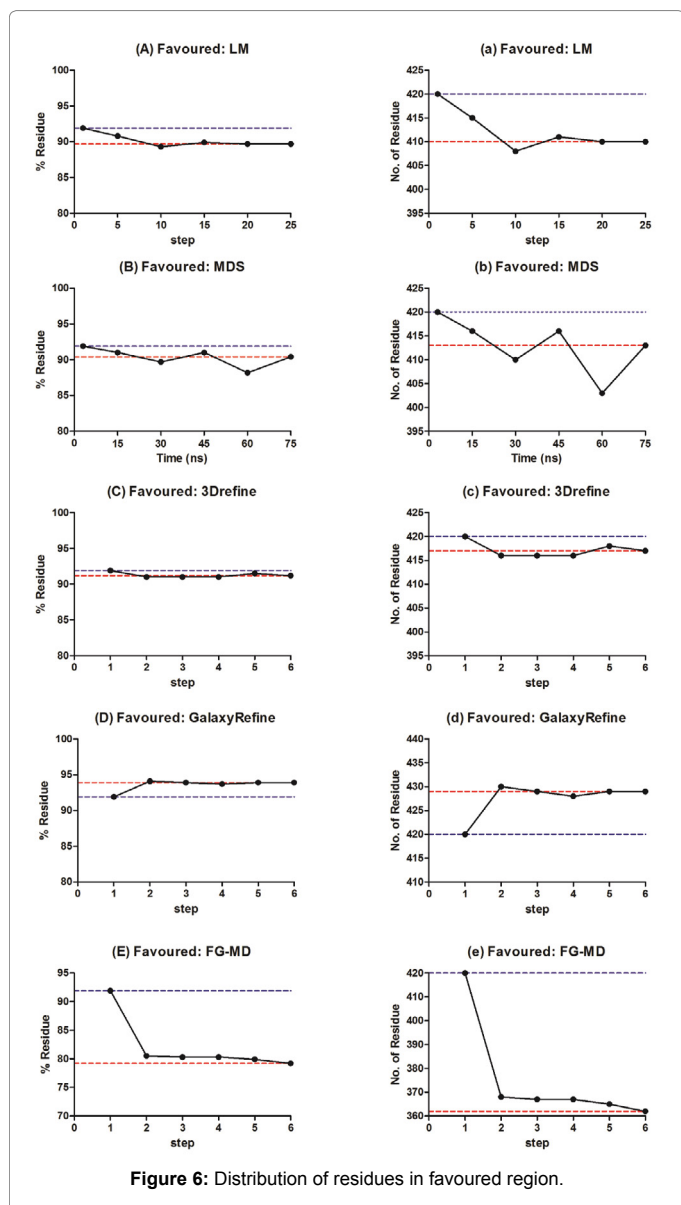 (A) Favoured: LM
% Residue
100
95
90
85
80
0 5 10 15 20 25
step
(a) Favoured: LM
No. of Residue
425
420
415
410
405
400
395
0 5 10 15 20 25
step
(B) Favoured: MDS
% Residue
100
95
90
85
80
0 15 30 45 60 75
Time (ns)
(b) Favoured: MDS
No. of Residue
425
420
415
410
405
400
395
0 15 30 45 60 75
Time (ns)
(C) Favoured: 3Drefine
% Residue
100
95
90
85
80
0 1 2 3 4 5 6
step
(c) Favoured: 3Drefine
No. of Residue
425
420
415
410
405
400
395
0 1 2 3 4 5 6
step
(D) Favoured: GalaxyRefine
% Residue
100
95
90
85
80
0 1 2 3 4 5 6
step
(d) Favoured: GalaxyRefine
No. of Residue
440
430
420
410
0 1 2 3 4 5 6
step
(E) Favoured: FG-MD
% Residue
95
90
85
80
75
70
0 1 2 3 4 5 6
step
(e) Favoured: FG-MD
No. of Residue
420
410
400
390
380
370
360
0 1 2 3 4 5 6
step
Figure 6: Distribution of residues in favoured region.